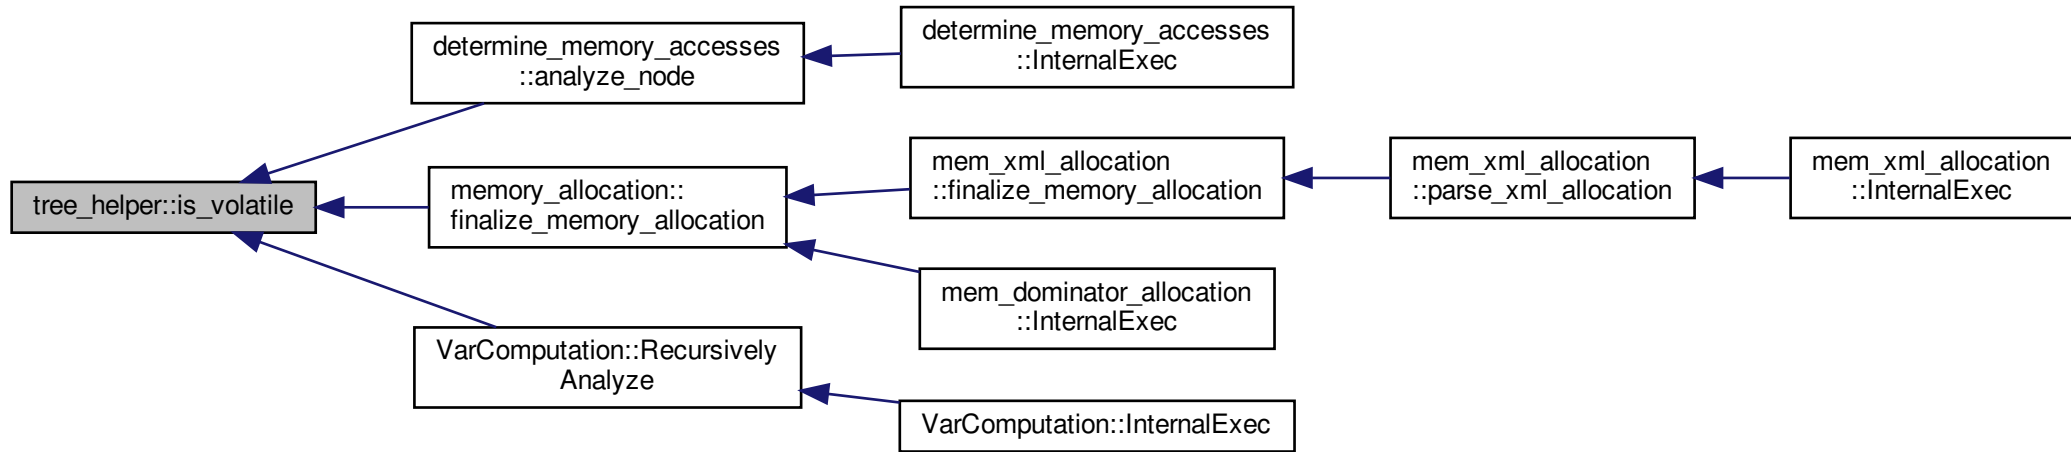 tree_helper::is_volatile
determine_memory_accesses
::analyze_node
determine_memory_accesses
::InternalExec
memory_allocation::
finalize_memory_allocation
mem_xml_allocation
::finalize_memory_allocation
mem_xml_allocation
::parse_xml_allocation
mem_xml_allocation
::InternalExec
mem_dominator_allocation
::InternalExec
VarComputation::Recursively
Analyze
VarComputation::InternalExec